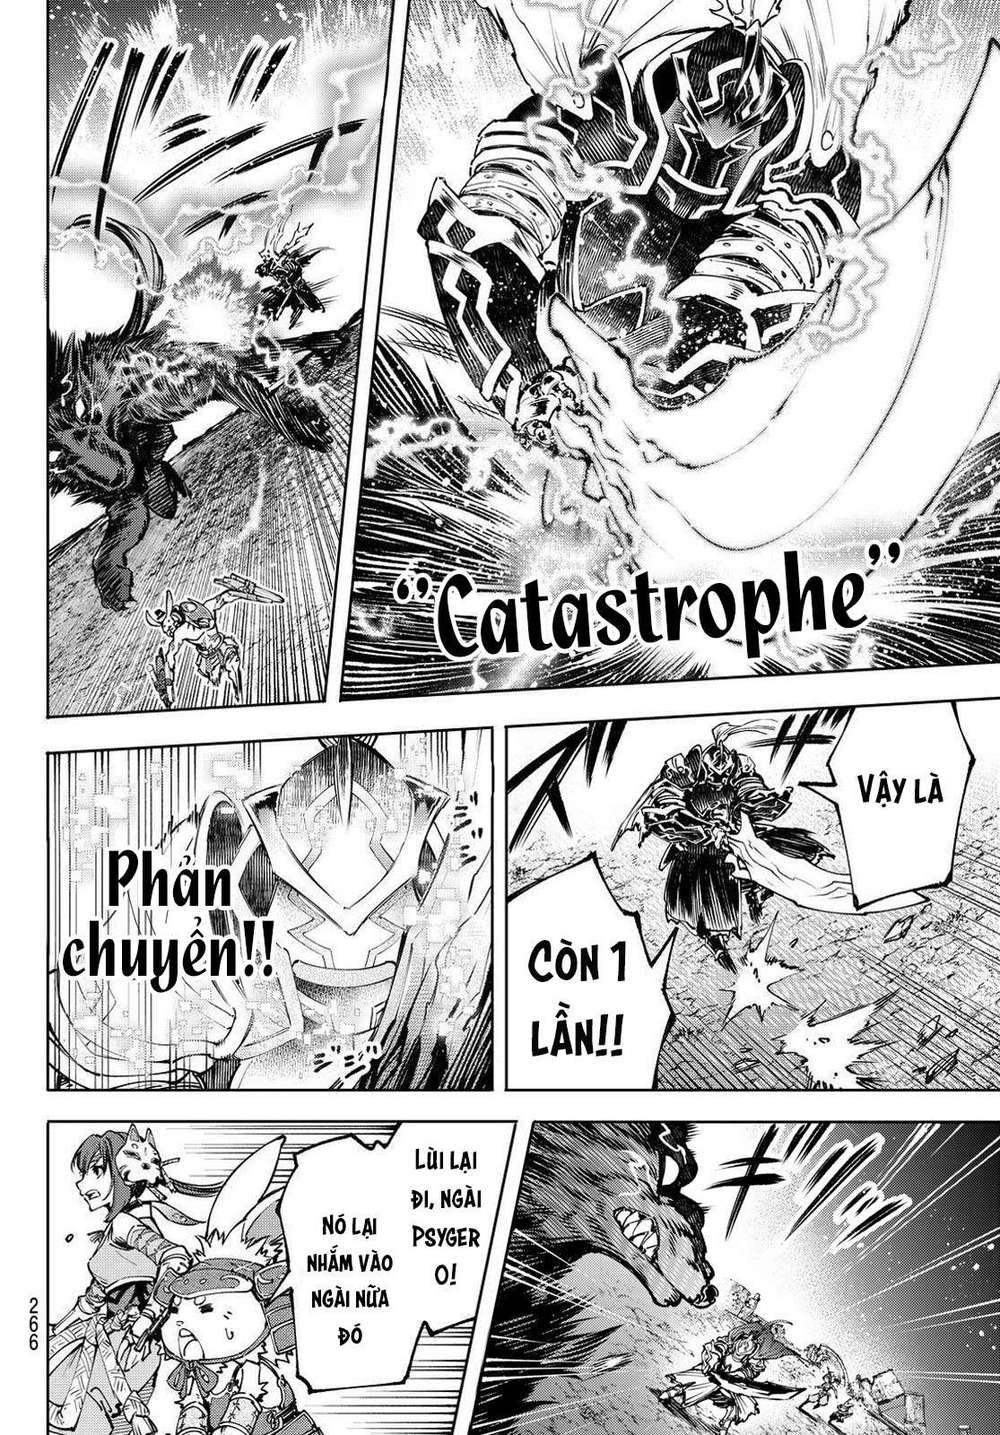 “Catastrophe”
VẬY LÀ
CÒN 1
LẦN!!
Phản
chuyển!!
LÙI LẠI
ĐI, NGÀI
PSYGER
O!
NÓ LẠI
NHẮM VÀO
NGÀI NỮA
ĐÓ
266